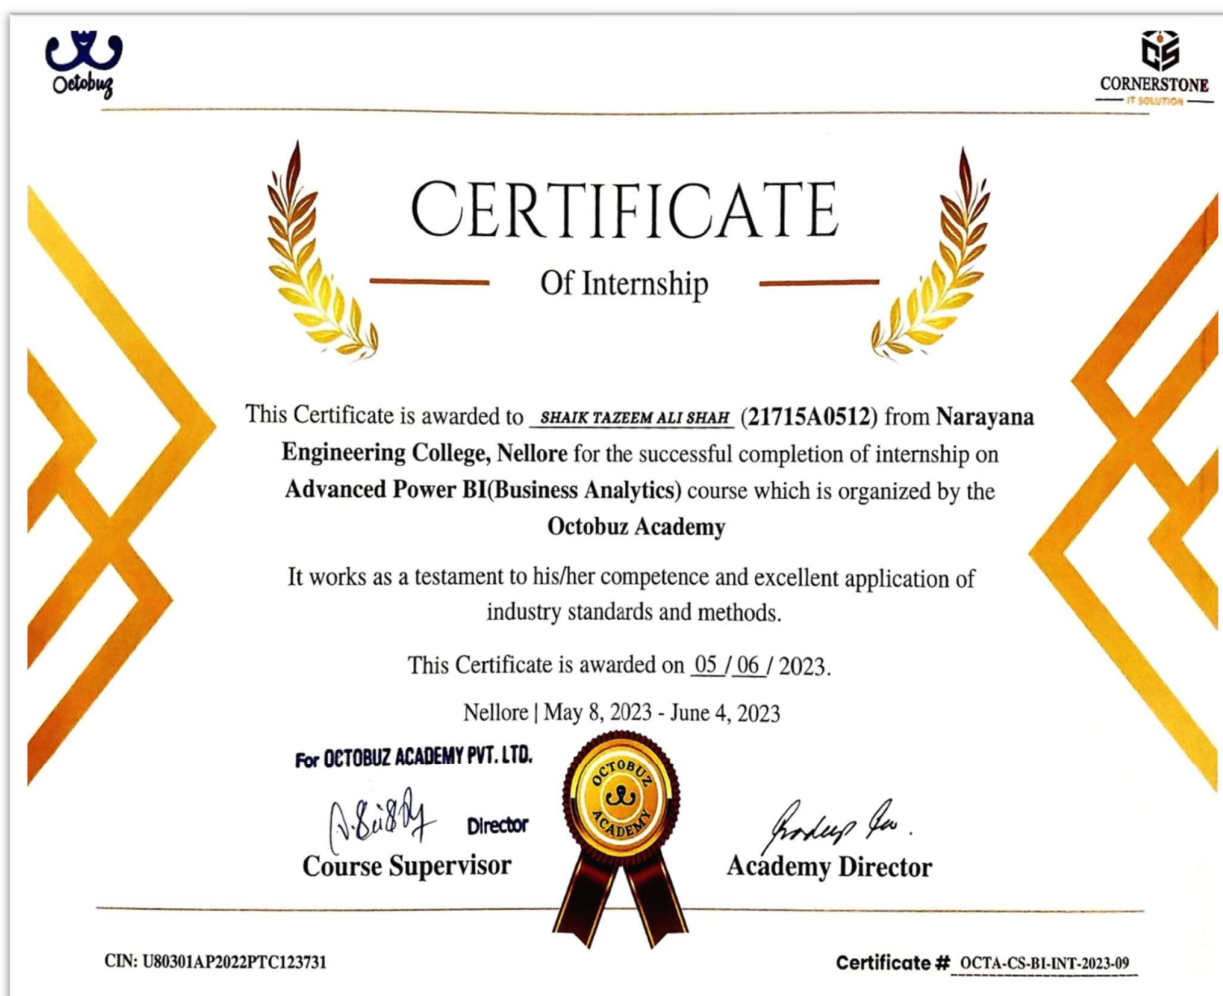 Octobuz
CS
CORNERSTONE
IT SOLUTION
CERTIFICATE
Of Internship
This Certificate is awarded to SHAIK TAZEEM ALI SHAH (21715A0512) from Narayana
Engineering College, Nellore for the successful completion of internship on
Advanced Power BI(Business Analytics) course which is organized by the
Octobuz Academy
It works as a testament to his/her competence and excellent application of
industry standards and methods.
This Certificate is awarded on 05 / 06 / 2023.
Nellore | May 8, 2023 - June 4, 2023
For OCTOBUZ ACADEMY PVT. LTD.
OCTOBUZ
ACADEMY
Director
Course Supervisor
Academy Director
CIN: U80301AP2022PTC123731
Certificate # OCTA-CS-BI-INT-2023-09